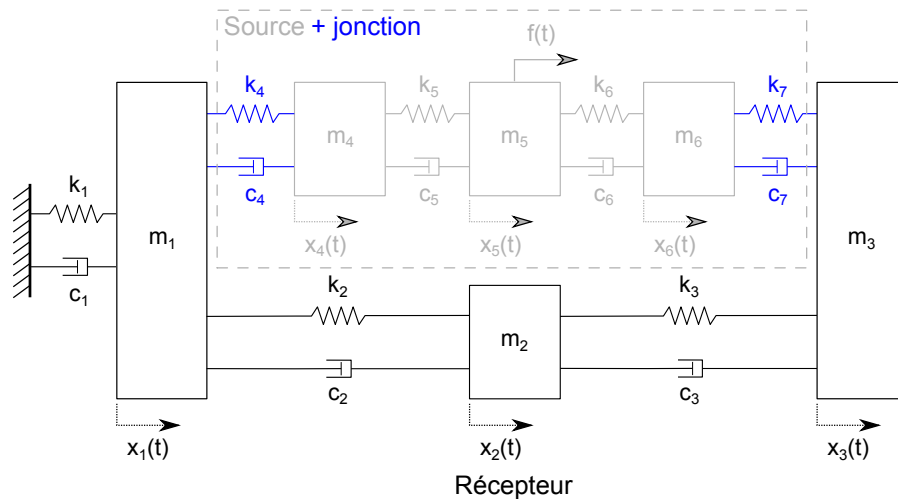 Source + jonction
f(t)
k₄
k₅
k₆
k₇
m₄
m₅
m₆
c₄
c₅
c₆
c₇
k₁
m₁
m₃
x₄(t)
x₅(t)
x₆(t)
c₁
k₂
k₃
m₂
c₂
c₃
x₁(t)
x₂(t)
x₃(t)
Récepteur